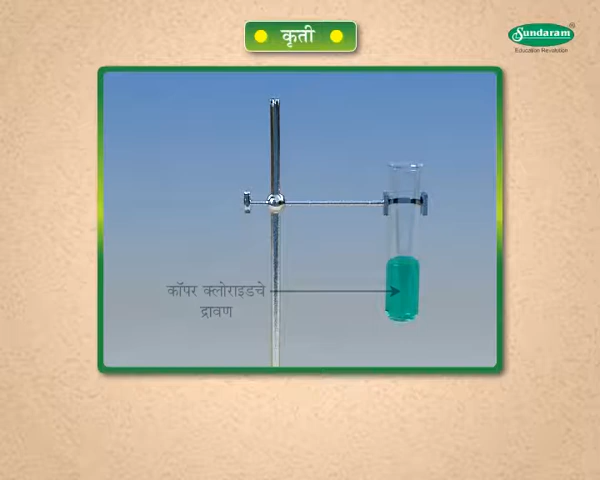 कृती
Sundaram
Education Revolution
कॉपर क्लोराइडचे
द्रावण